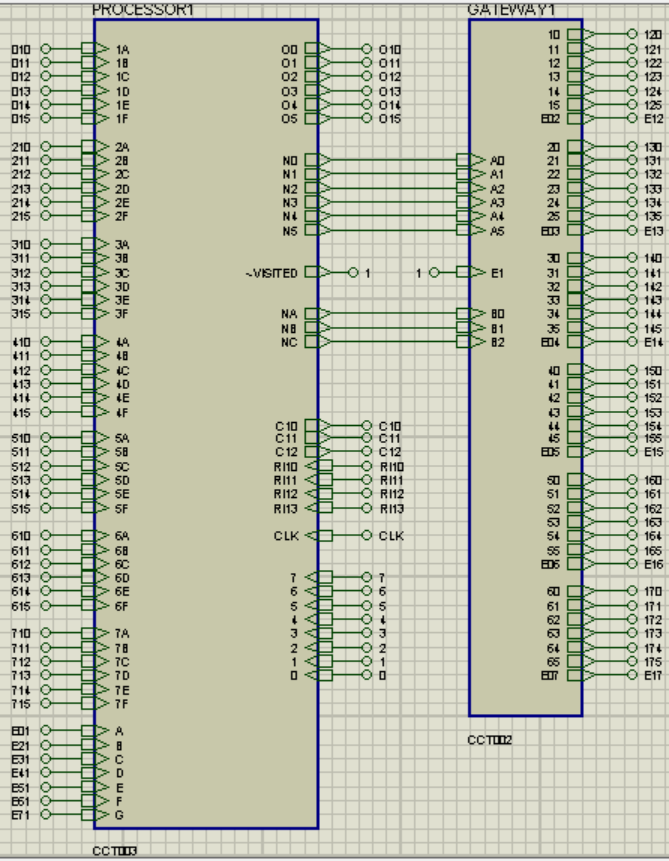 PROCESSOR1
010 1A
011 1B
012 1C
013 1D
014 1E
015 1F
210 2A
211 2B
212 2C
213 2D
214 2E
215 2F
310 3A
311 3B
312 3C
313 3D
314 3E
315 3F
410 4A
411 4B
412 4C
413 4D
414 4E
415 4F
510 5A
511 5B
512 5C
513 5D
514 5E
515 5F
610 6A
611 6B
612 6C
613 6D
614 6E
615 6F
710 7A
711 7B
712 7C
713 7D
714 7E
715 7F
E01 A
E21 B
E31 C
E41 D
E51 E
E61 F
E71 G
O0 O10
O1 O11
O2 O12
O3 O13
O4 O14
O5 O15
N0
N1
N2
N3
N4
N5
~VISITED 1
NA
NB
NC
C10 C10
C11 C11
C12 C12
RI10 RI10
RI11 RI11
RI12 RI12
RI13 RI13
CLK CLK
7 7
6 6
5 5
4 4
3 3
2 2
1 1
0 0
CCT003
GATEWAY1
A0
A1
A2
A3
A4
A5
1 E1
B0
B1
B2
10 120
11 121
12 122
13 123
14 124
15 125
E02 E12
20 130
21 131
22 132
23 133
24 134
25 135
E03 E13
30 140
31 141
32 142
33 143
34 144
35 145
E04 E14
40 150
41 151
42 152
43 153
44 154
45 155
E05 E15
50 160
51 161
52 162
53 163
54 164
55 165
E06 E16
60 170
61 171
62 172
63 173
64 174
65 175
E07 E17
CCT002